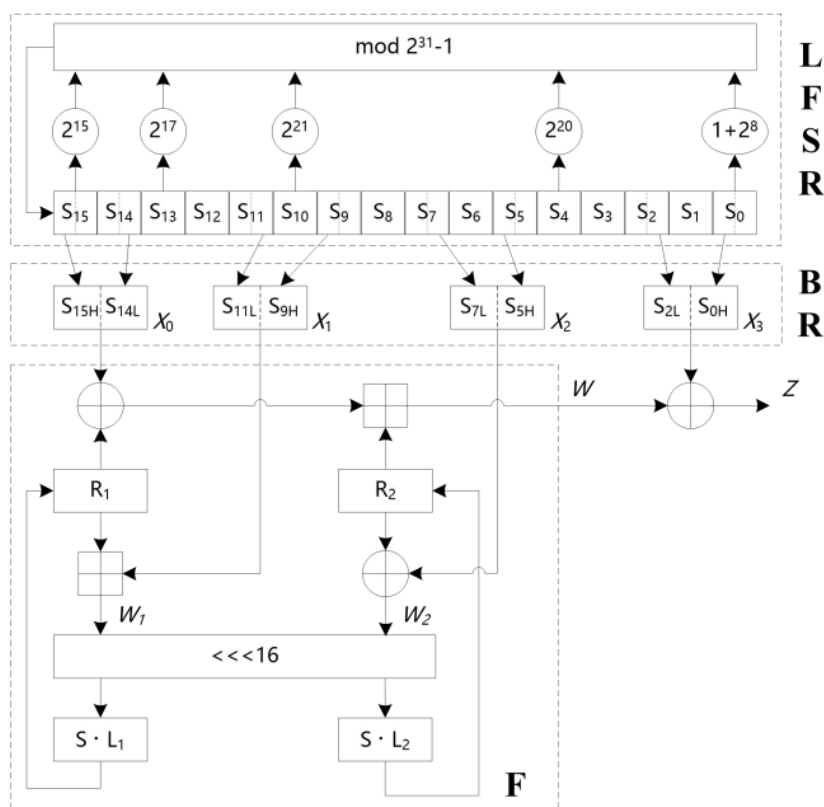 mod 2³¹-1
L
F
S
R
2¹⁵ 2¹⁷ 2²¹ 2²⁰ 1+2⁸
S₁₅ S₁₄ S₁₃ S₁₂ S₁₁ S₁₀ S₉ S₈ S₇ S₆ S₅ S₄ S₃ S₂ S₁ S₀
B
R
S₁₅H S₁₄L X₀ S₁₁L S₉H X₁ S₇L S₅H X₂ S₂L S₀H X₃
W Z
R₁ R₂
W₁ W₂
<<<16
S · L₁ S · L₂
F